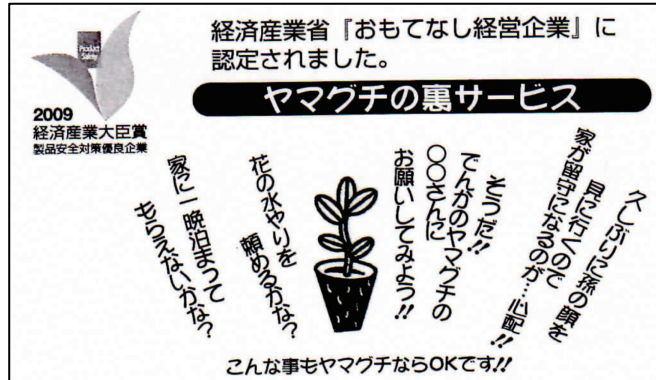 Product Safety
2009
経済産業大臣賞
製品安全対策優良企業
経済産業省『おもてなし経営企業』に
認定されました。
ヤマグチの裏サービス
久しぶりに孫の顔を
見に行くので
家が留守になるのが…心配!!
そうだ!!
でんかのヤマグチの
〇〇さんに
お願いしてみよう!!
花の水やりを
頼めるかな?
家に一晩泊まって
もらえないかな?
こんな事もヤマグチならOKです!!